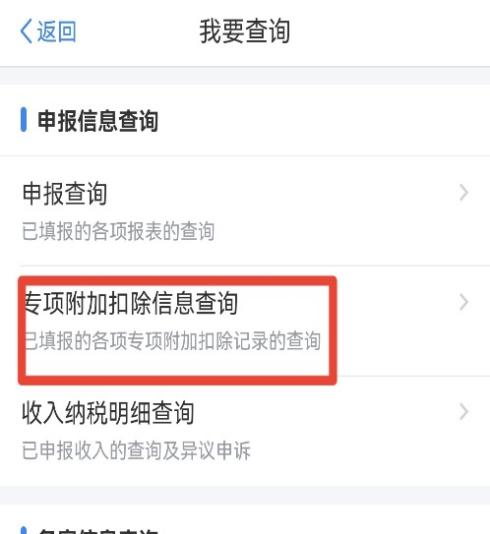 返回
我要查询
申报信息查询
申报查询
已填报的各项报表的查询
专项附加扣除信息查询
已填报的各项专项附加扣除记录的查询
收入纳税明细查询
已申报收入的查询及异议申诉